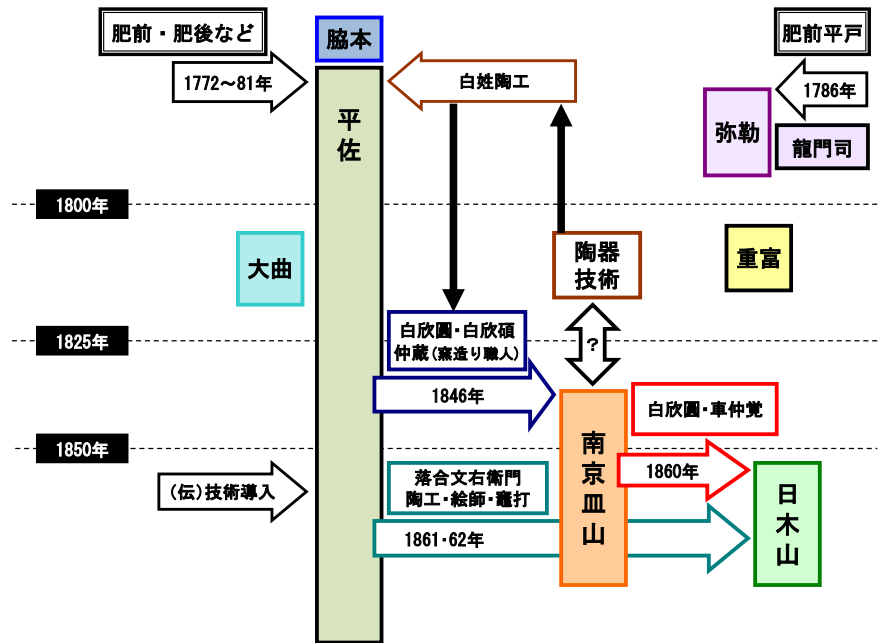 肥前・肥後など
脇本
肥前平戸
1772～81年
白姓陶工
1786年
平佐
弥勒
龍門司
1800年
大曲
陶器
技術
重富
白欣圓・白欣碩
仲蔵(窯造り職人)
1825年
?
1846年
白欣圓・車仲覚
南京皿山
1850年
落合文右衛門
陶工・絵師・竈打
1860年
(伝)技術導入
日木山
1861・62年